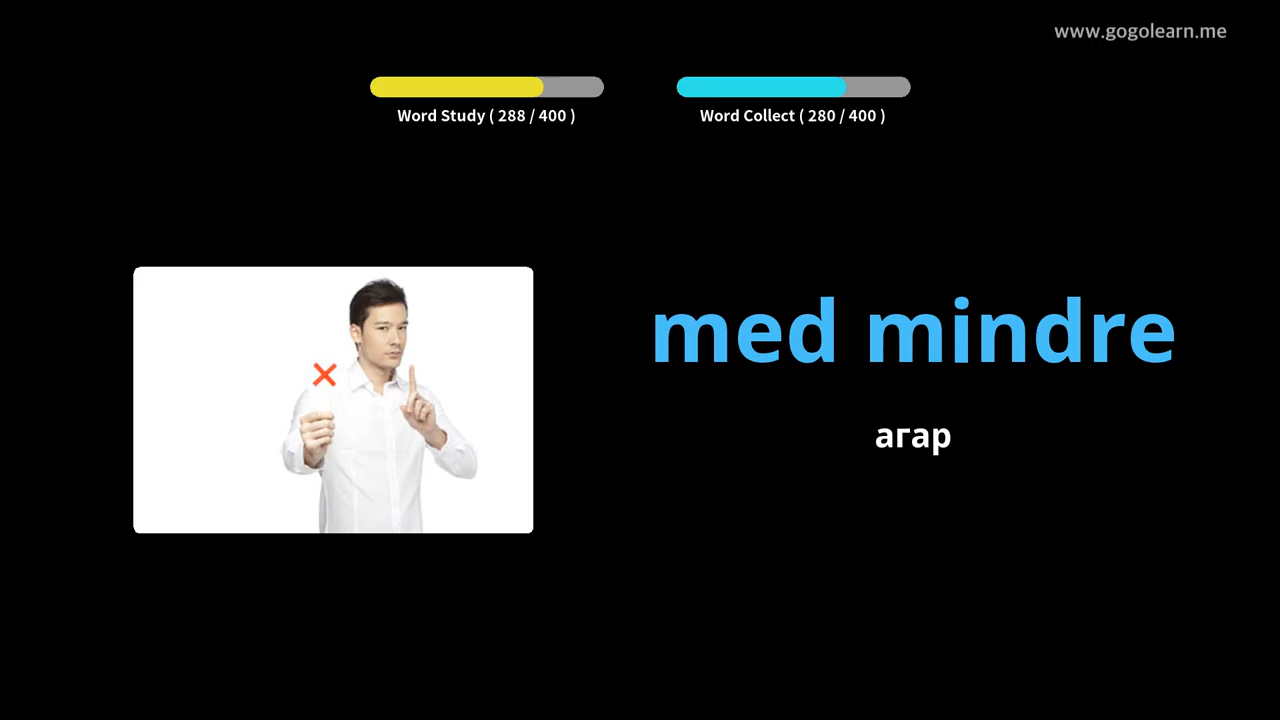 www.gogolearn.me
Word Study ( 288 / 400 )
Word Collect ( 280 / 400 )
med mindre
агар